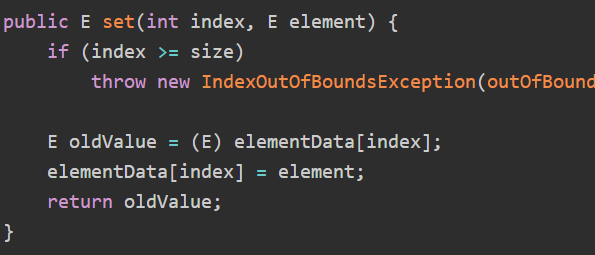 public E set(int index, E element) {
    if (index >= size)
        throw new IndexOutOfBoundsException(outOfBound
    E oldValue = (E) elementData[index];
    elementData[index] = element;
    return oldValue;
}